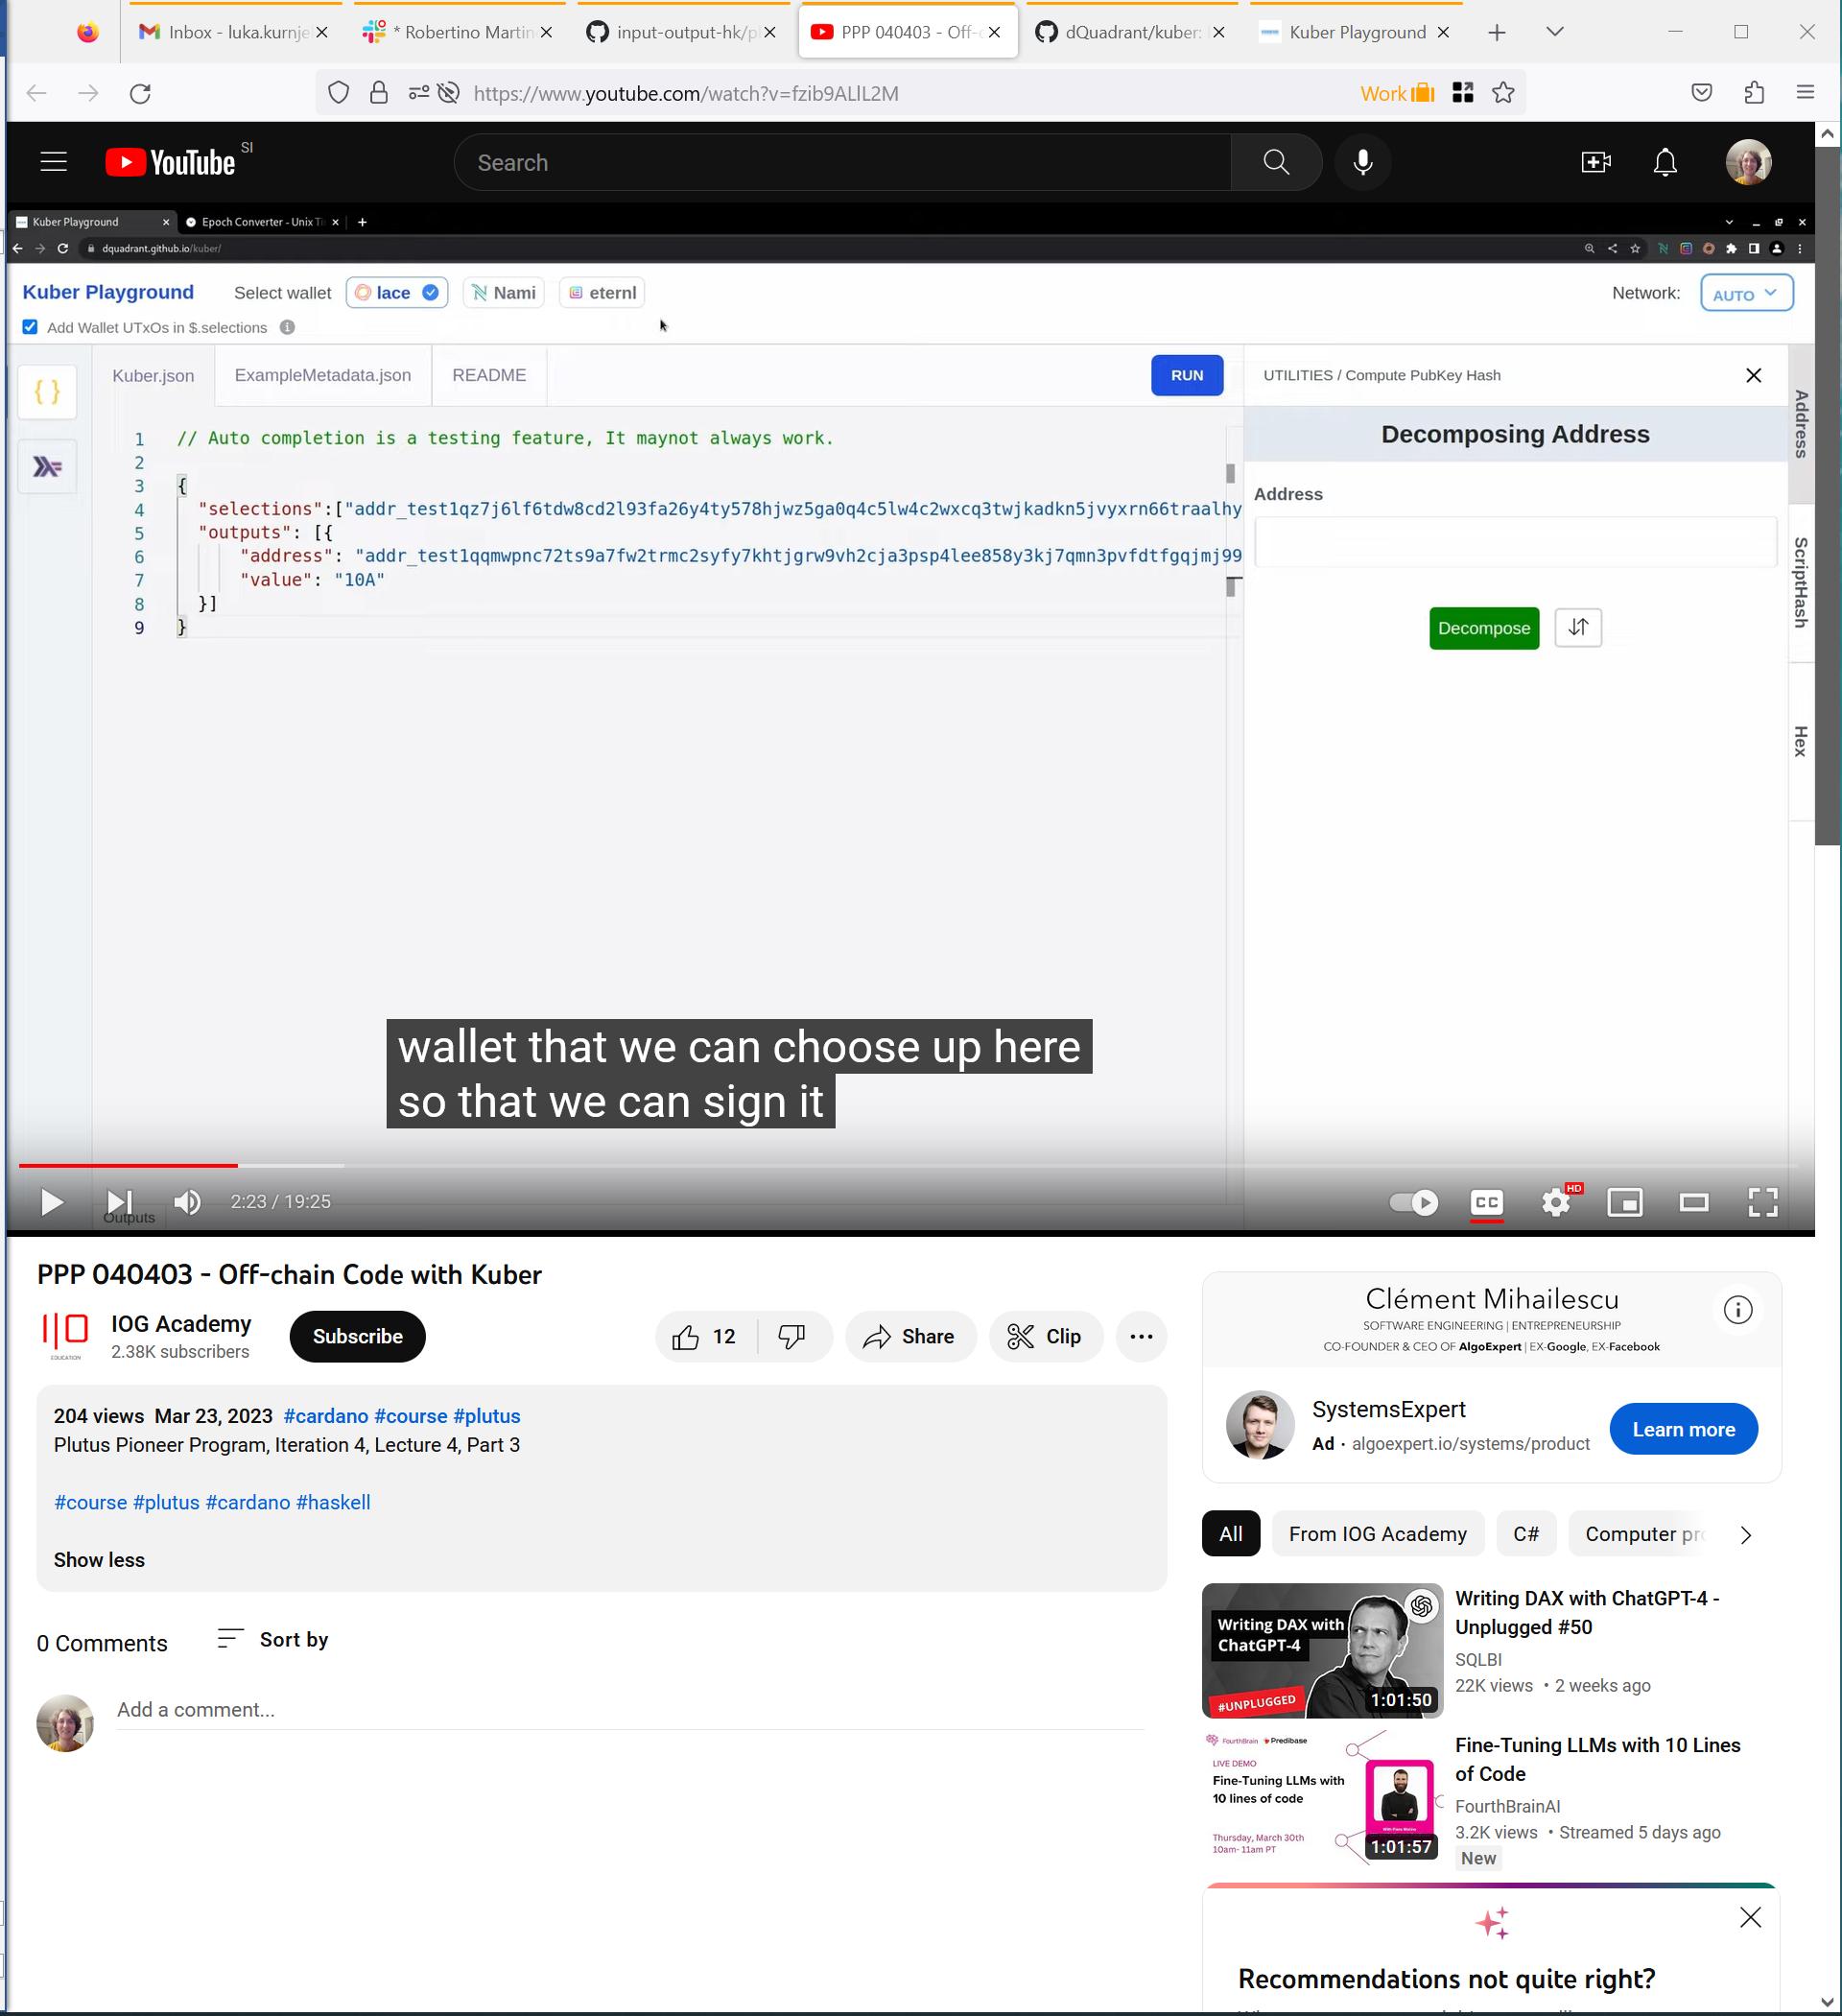 Inbox - luka.kurnje
* Robertino Martin
input-output-hk/pl
PPP 040403 - Off-c
dQuadrant/kuber:
Kuber Playground
https://www.youtube.com/watch?v=fzib9ALlL2M
Work
YouTube SI
Search
Kuber Playground
Epoch Converter - Unix Ti
dquadrant.github.io/kuber/
Kuber Playground
Select wallet
lace
Nami
eternl
Network:
AUTO
Add Wallet UTxOs in $.selections
Kuber.json
ExampleMetadata.json
README
RUN
UTILITIES / Compute PubKey Hash
Address
ScriptHash
Hex
Decomposing Address
Address
Decompose
1 // Auto completion is a testing feature, It maynot always work.
2
3 {
4 "selections":["addr_test1qz7j6lf6tdw8cd2l93fa26y4ty578hjwz5ga0q4c5lw4c2wxcq3twjkadkn5jvyxrn66traalhy
5 "outputs": [{
6 "address": "addr_test1qqmwpnc72ts9a7fw2trmc2syfy7khtjgrw9vh2cja3psp4lee858y3kj7qmn3pvfdtfgqjmj99
7 "value": "10A"
8 }]
9 }
wallet that we can choose up here
so that we can sign it
2:23 / 19:25
Outputs
CC
HD
PPP 040403 - Off-chain Code with Kuber
IOG Academy
2.38K subscribers
EDUCATION
Subscribe
12
Share
Clip
204 views Mar 23, 2023 #cardano #course #plutus
Plutus Pioneer Program, Iteration 4, Lecture 4, Part 3
#course #plutus #cardano #haskell
Show less
0 Comments
Sort by
Add a comment...
Clément Mihailescu
SOFTWARE ENGINEERING | ENTREPRENEURSHIP
CO-FOUNDER & CEO OF AlgoExpert | EX-Google, EX-Facebook
SystemsExpert
Ad · algoexpert.io/systems/product
Learn more
All
From IOG Academy
C#
Computer pro
Writing DAX with
ChatGPT-4
#UNPLUGGED
1:01:50
Writing DAX with ChatGPT-4 -
Unplugged #50
SQLBI
22K views • 2 weeks ago
FourthBrain
Predibase
LIVE DEMO
Fine-Tuning LLMs with
10 lines of code
Thursday, March 30th
10am- 11am PT
1:01:57
Fine-Tuning LLMs with 10 Lines
of Code
FourthBrainAI
3.2K views • Streamed 5 days ago
New
Recommendations not quite right?